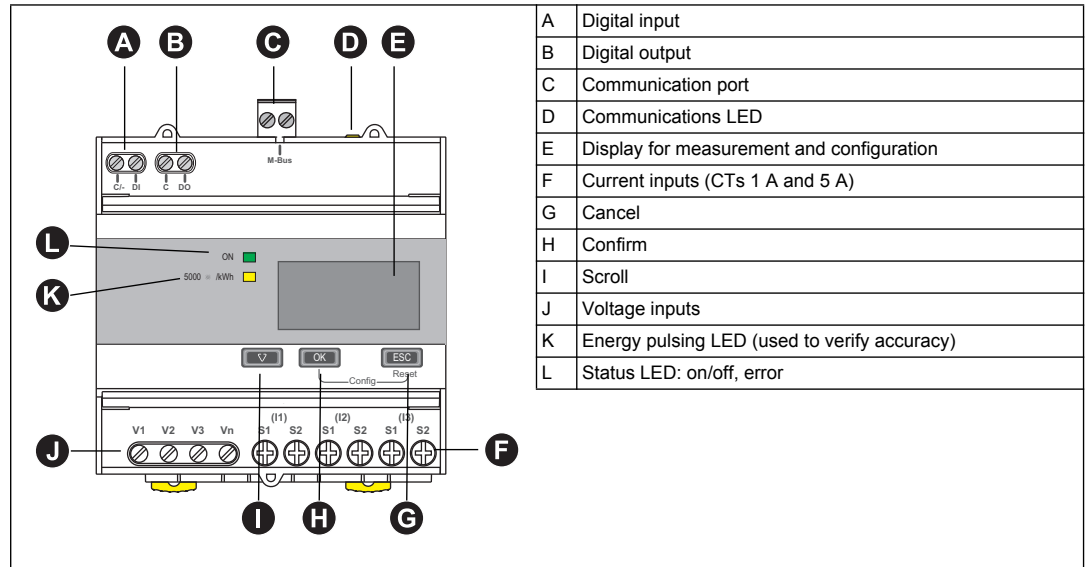 A B C D E
M-Bus
C/- DI C DO
L
ON
K
5000 /kWh
OK ESC
Reset
Config
(I1) (I2) (I3)
V1 V2 V3 Vn S1 S2 S1 S2 S1 S2
J
F
I H G
A Digital input
B Digital output
C Communication port
D Communications LED
E Display for measurement and configuration
F Current inputs (CTs 1 A and 5 A)
G Cancel
H Confirm
I Scroll
J Voltage inputs
K Energy pulsing LED (used to verify accuracy)
L Status LED: on/off, error